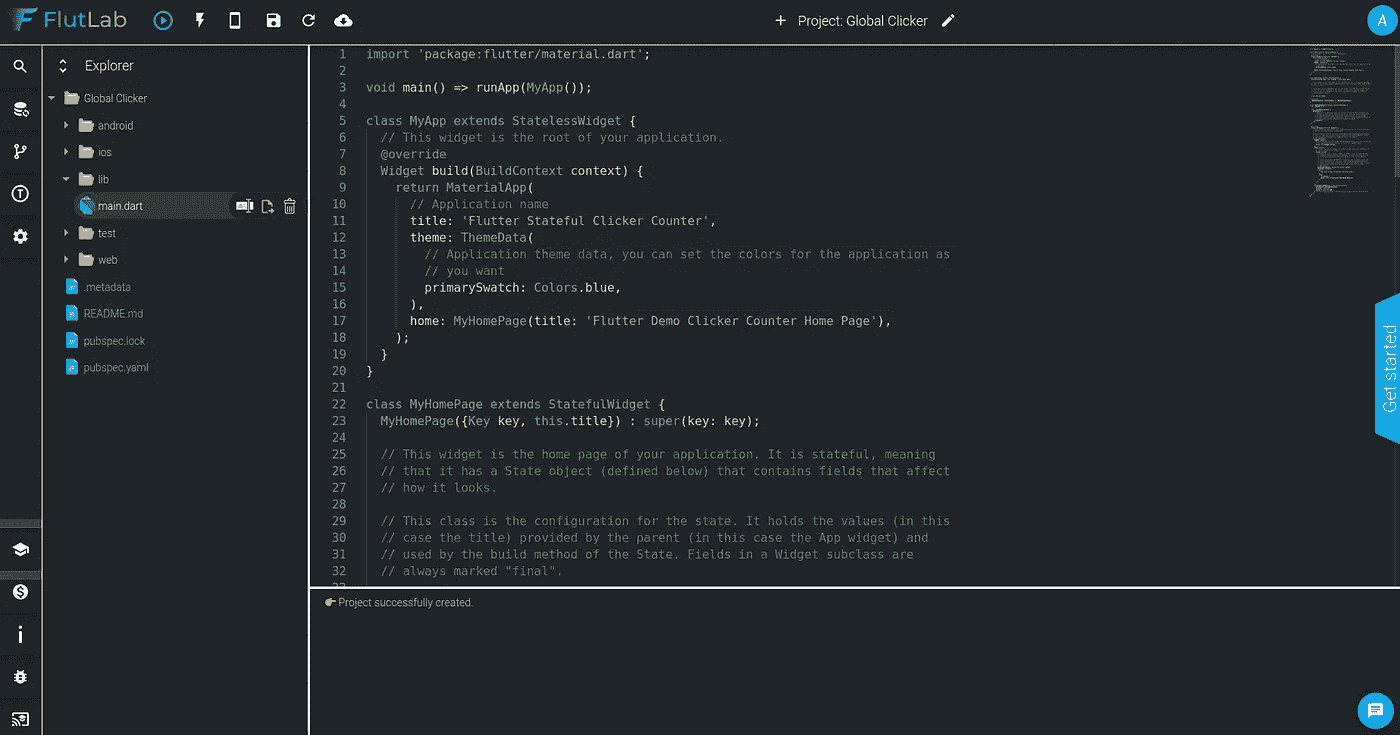 FlutLab
Project: Global Clicker
A
Explorer
Global Clicker
android
ios
lib
main.dart
test
web
.metadata
README.md
pubspec.lock
pubspec.yaml
1 import 'package:flutter/material.dart';
2
3 void main() => runApp(MyApp());
4
5 class MyApp extends StatelessWidget {
6 // This widget is the root of your application.
7 @override
8 Widget build(BuildContext context) {
9 return MaterialApp(
10 // Application name
11 title: 'Flutter Stateful Clicker Counter',
12 theme: ThemeData(
13 // Application theme data, you can set the colors for the application as
14 // you want
15 primarySwatch: Colors.blue,
16 ),
17 home: MyHomePage(title: 'Flutter Demo Clicker Counter Home Page'),
18 );
19 }
20 }
21
22 class MyHomePage extends StatefulWidget {
23 MyHomePage({Key key, this.title}) : super(key: key);
24
25 // This widget is the home page of your application. It is stateful, meaning
26 // that it has a State object (defined below) that contains fields that affect
27 // how it looks.
28
29 // This class is the configuration for the state. It holds the values (in this
30 // case the title) provided by the parent (in this case the App widget) and
31 // used by the build method of the State. Fields in a Widget subclass are
32 // always marked "final".
33
Get started
Project successfully created.